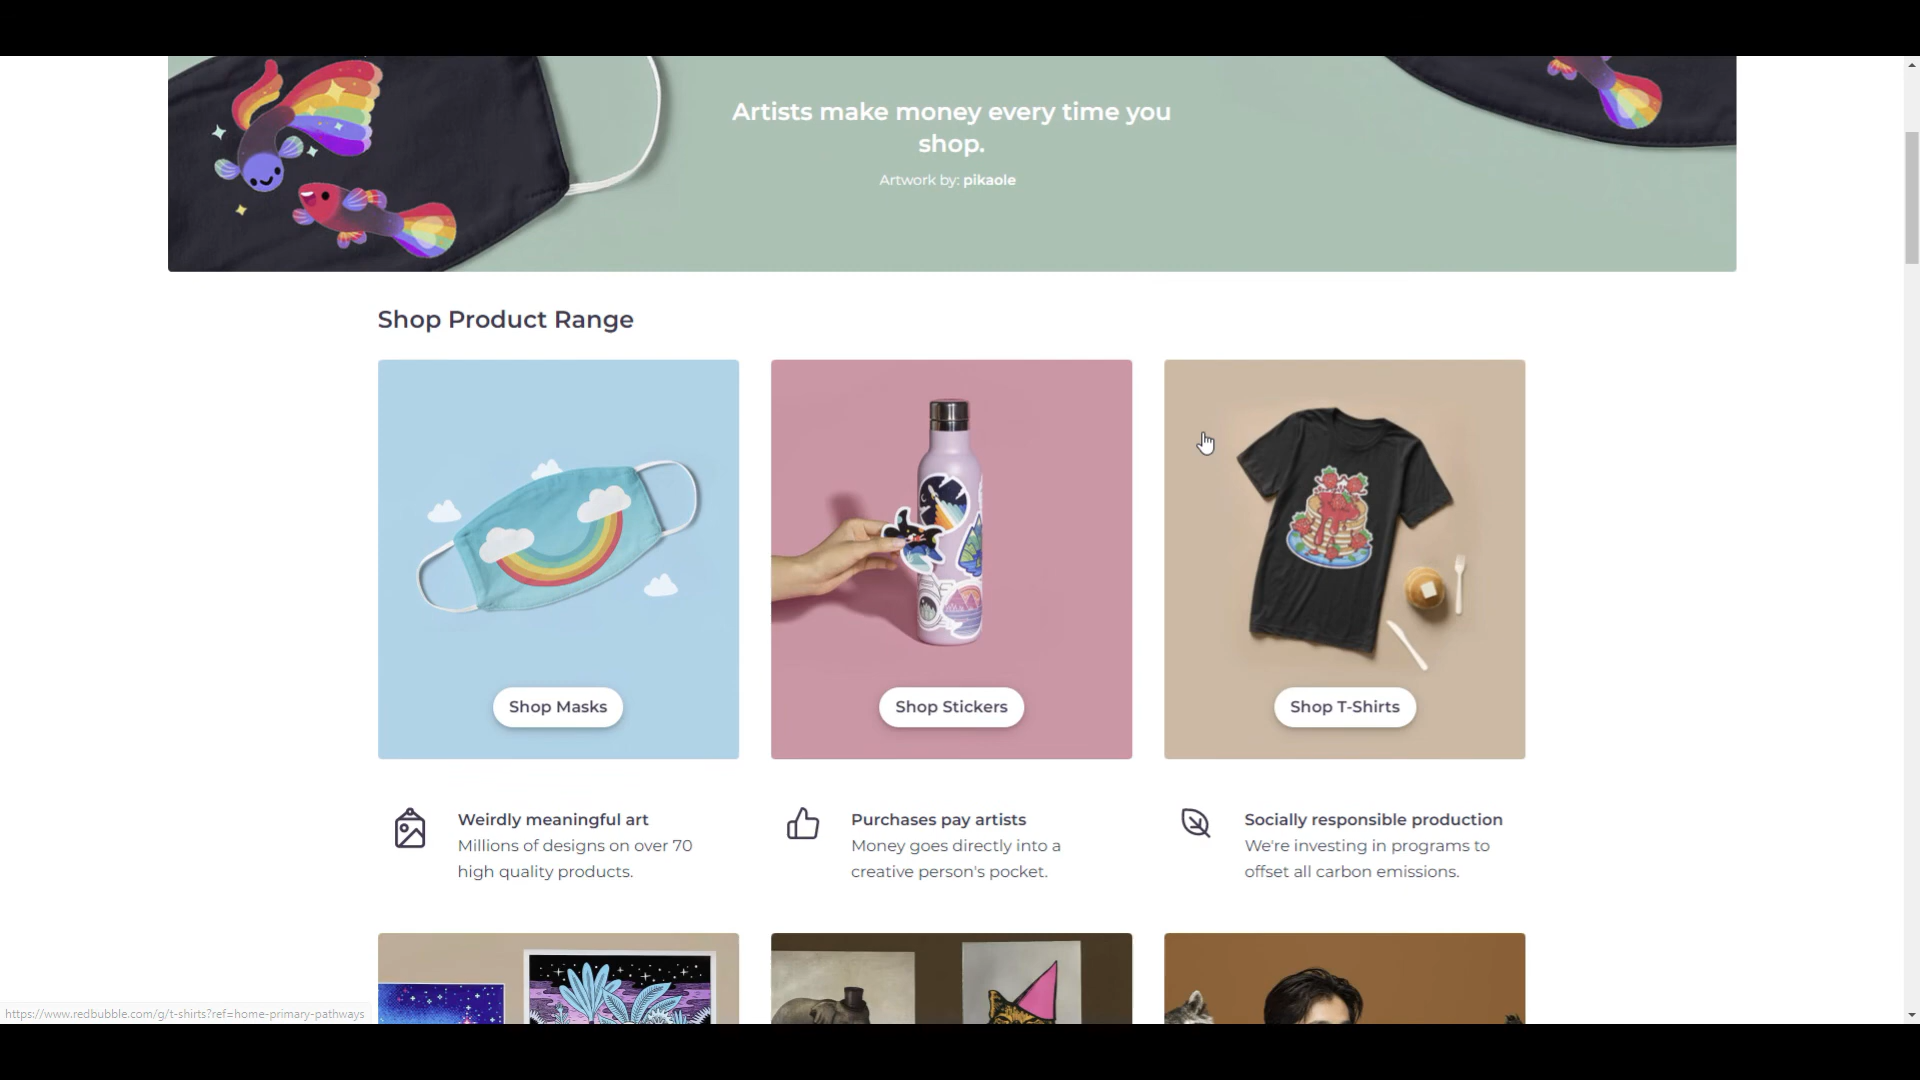 Artists make money every time you
shop.
Artwork by: pikaole
Shop Product Range
Shop Masks
Shop Stickers
Shop T-Shirts
Weirdly meaningful art
Millions of designs on over 70
high quality products.
Purchases pay artists
Money goes directly into a
creative person's pocket.
Socially responsible production
We're investing in programs to
offset all carbon emissions.
https://www.redbubble.com/g/t-shirts?ref=home-primary-pathways